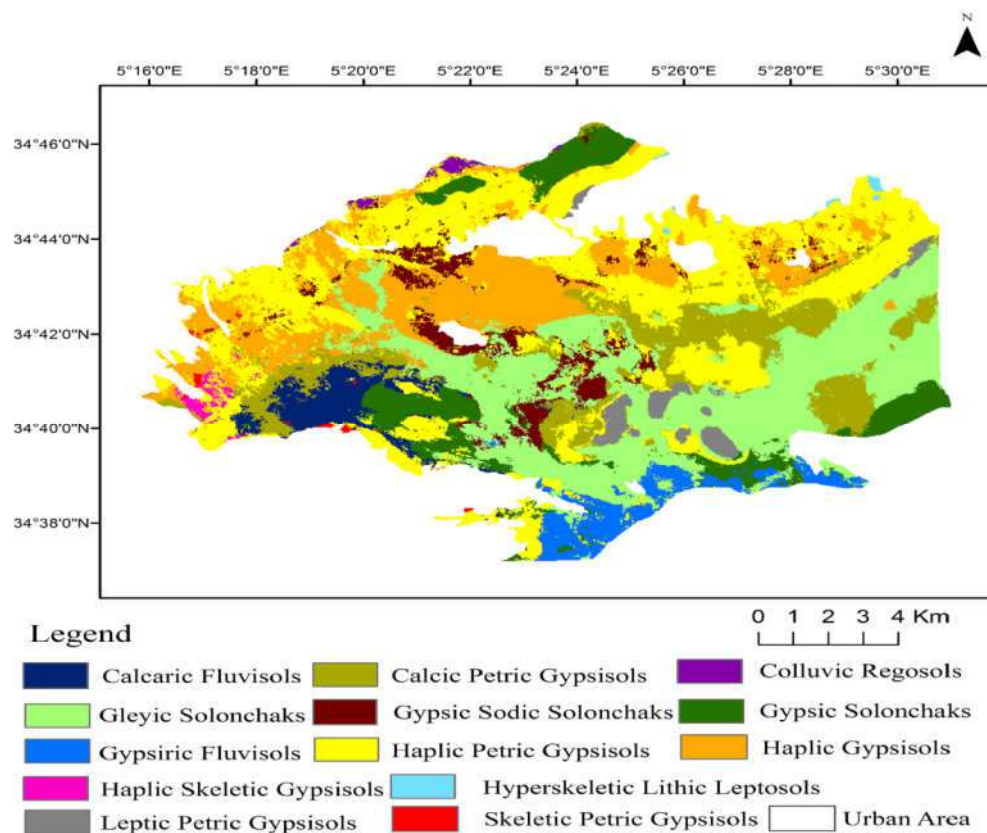 N
5°16'0"E 5°18'0"E 5°20'0"E 5°22'0"E 5°24'0"E 5°26'0"E 5°28'0"E 5°30'0"E
34°46'0"N
34°44'0"N
34°42'0"N
34°40'0"N
34°38'0"N
0 1 2 3 4 Km
Legend
Calcaric Fluvisols Calcic Petric Gypsisols Colluvic Regosols
Gleyic Solonchaks Gypsic Sodic Solonchaks Gypsic Solonchaks
Gypsiric Fluvisols Haplic Petric Gypsisols Haplic Gypsisols
Haplic Skeletic Gypsisols Hyperskeletic Lithic Leptosols
Leptic Petric Gypsisols Skeletic Petric Gypsisols Urban Area